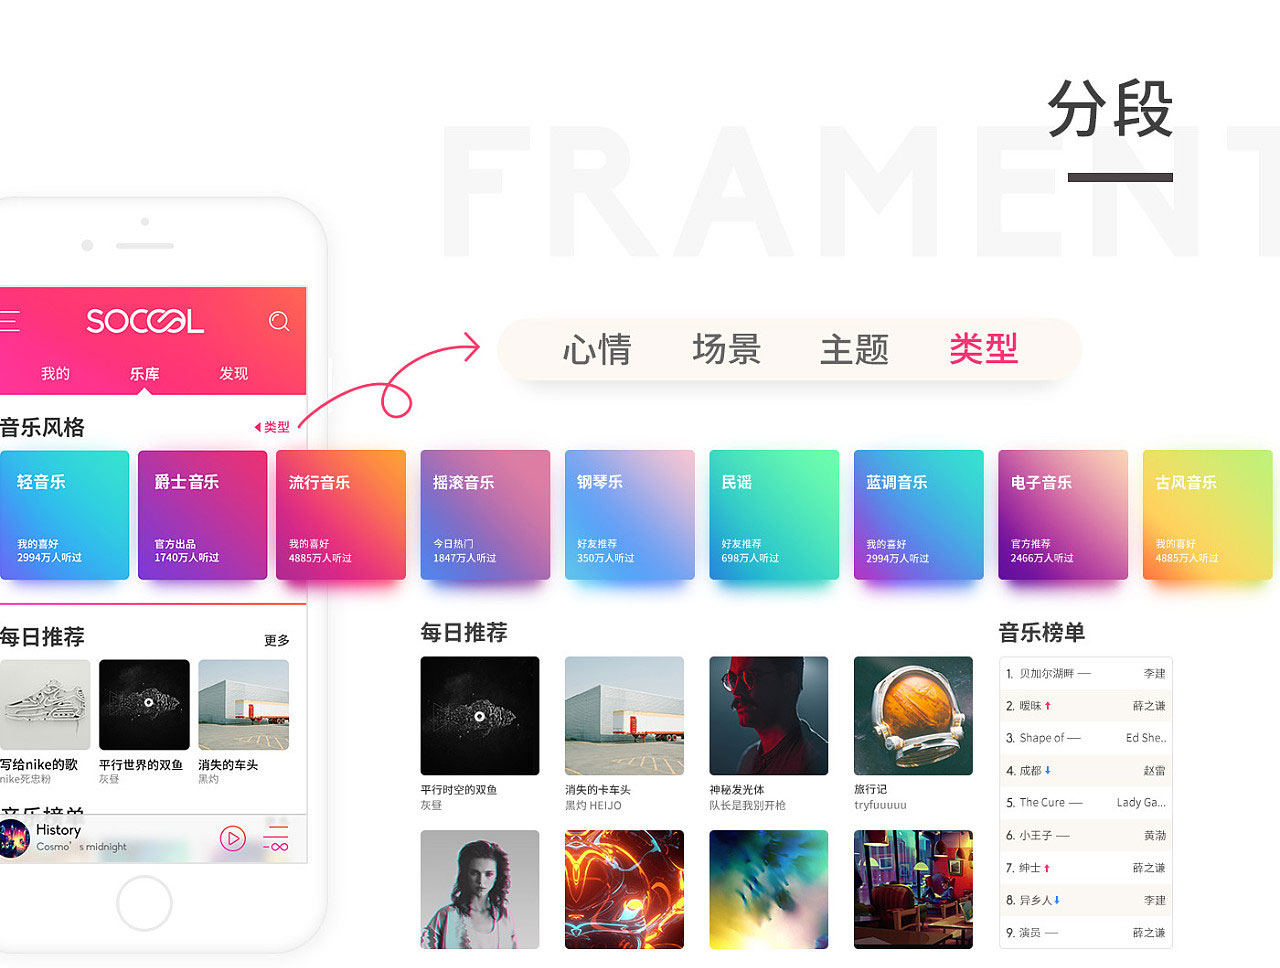 分段
FRAMENT
SOCOOL
我的 乐库 发现
心情 场景 主题 类型
音乐风格 类型
轻音乐
我的喜好
2994万人听过
爵士音乐
官方出品
1740万人听过
流行音乐
我的喜好
4885万人听过
摇滚音乐
今日热门
1847万人听过
钢琴乐
好友推荐
350万人听过
民谣
好友推荐
698万人听过
蓝调音乐
我的喜好
2994万人听过
电子音乐
官方推荐
2466万人听过
古风音乐
我的喜好
4885万人听过
每日推荐 更多
写给nike的歌
nike死忠粉
平行世界的双鱼
灰昼
消失的车头
黑灼
音乐榜单
History
Cosmo' s midnight
每日推荐
平行时空的双鱼
灰昼
消失的卡车头
黑灼 HEIJO
神秘发光体
队长是我别开枪
旅行记
tryfuuuuu
音乐榜单
1. 贝加尔湖畔 — 李建
2. 暧昧 薛之谦
3. Shape of — Ed She..
4. 成都 赵雷
5. The Cure — Lady Ga...
6. 小王子 — 黄渤
7. 绅士 薛之谦
8. 异乡人 李建
9. 演员 — 薛之谦